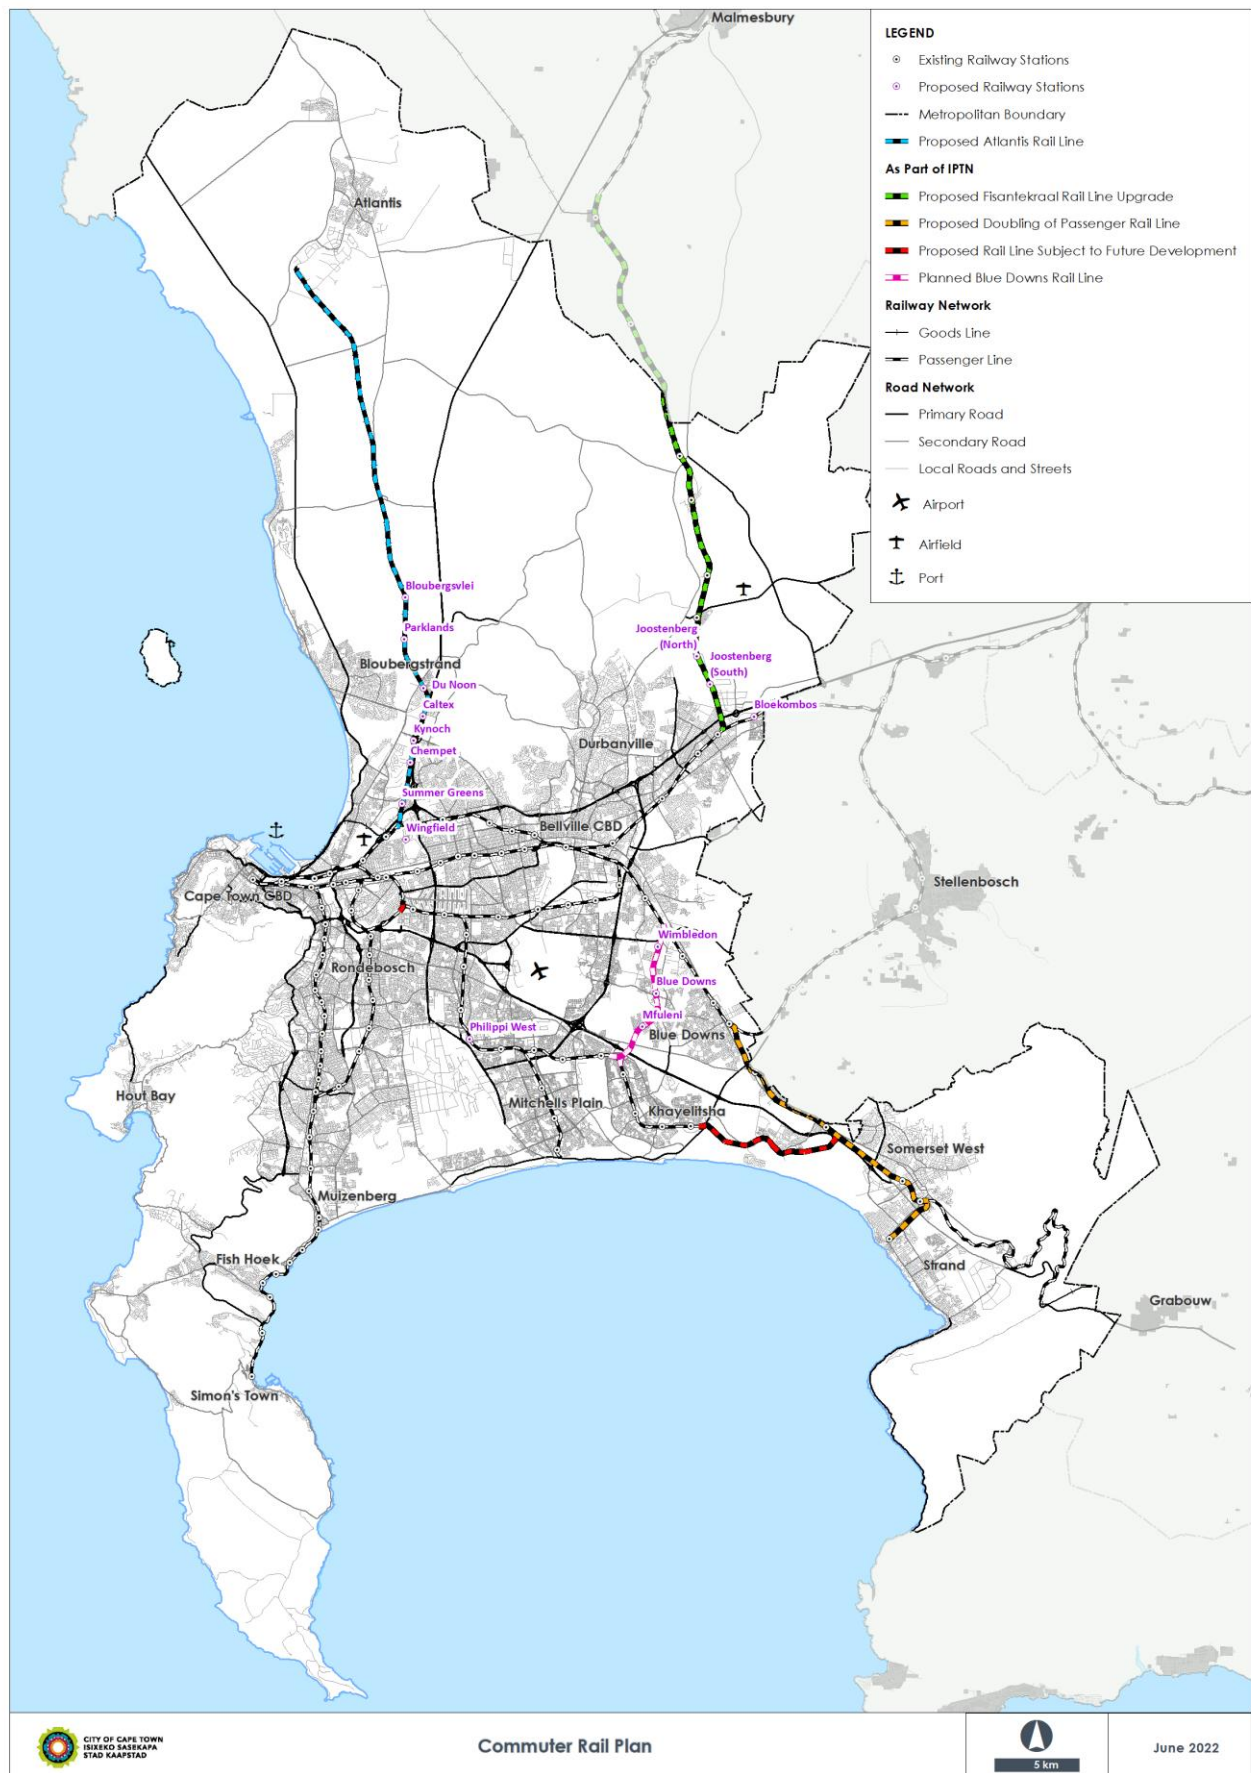 Malmesbury
LEGEND
Existing Railway Stations
Proposed Railway Stations
Metropolitan Boundary
Proposed Atlantis Rail Line
As Part of IPTN
Proposed Fisantekraal Rail Line Upgrade
Proposed Doubling of Passenger Rail Line
Proposed Rail Line Subject to Future Development
Planned Blue Downs Rail Line
Railway Network
Goods Line
Passenger Line
Road Network
Primary Road
Secondary Road
Local Roads and Streets
Airport
Airfield
Port
Atlantis
Bloubergsvlei
Parklands
Joostenberg
(North)
Bloubergstrand
Joostenberg
(South)
Du Noon
Caltex
Bloekombos
Kynoch
Durbanville
Chempet
Summer Greens
Wingfield
Bellville CBD
Stellenbosch
Cape Town CBD
Wimbledon
Rondebosch
Blue Downs
Mfuleni
Philippi West
Blue Downs
Hout Bay
Mitchells Plain
Khayelitsha
Somerset West
Muizenberg
Fish Hoek
Strand
Grabouw
Simon's Town
CITY OF CAPE TOWN
ISIXEKO SASEKAPA
STAD KAAPSTAD
Commuter Rail Plan
5 km
June 2022